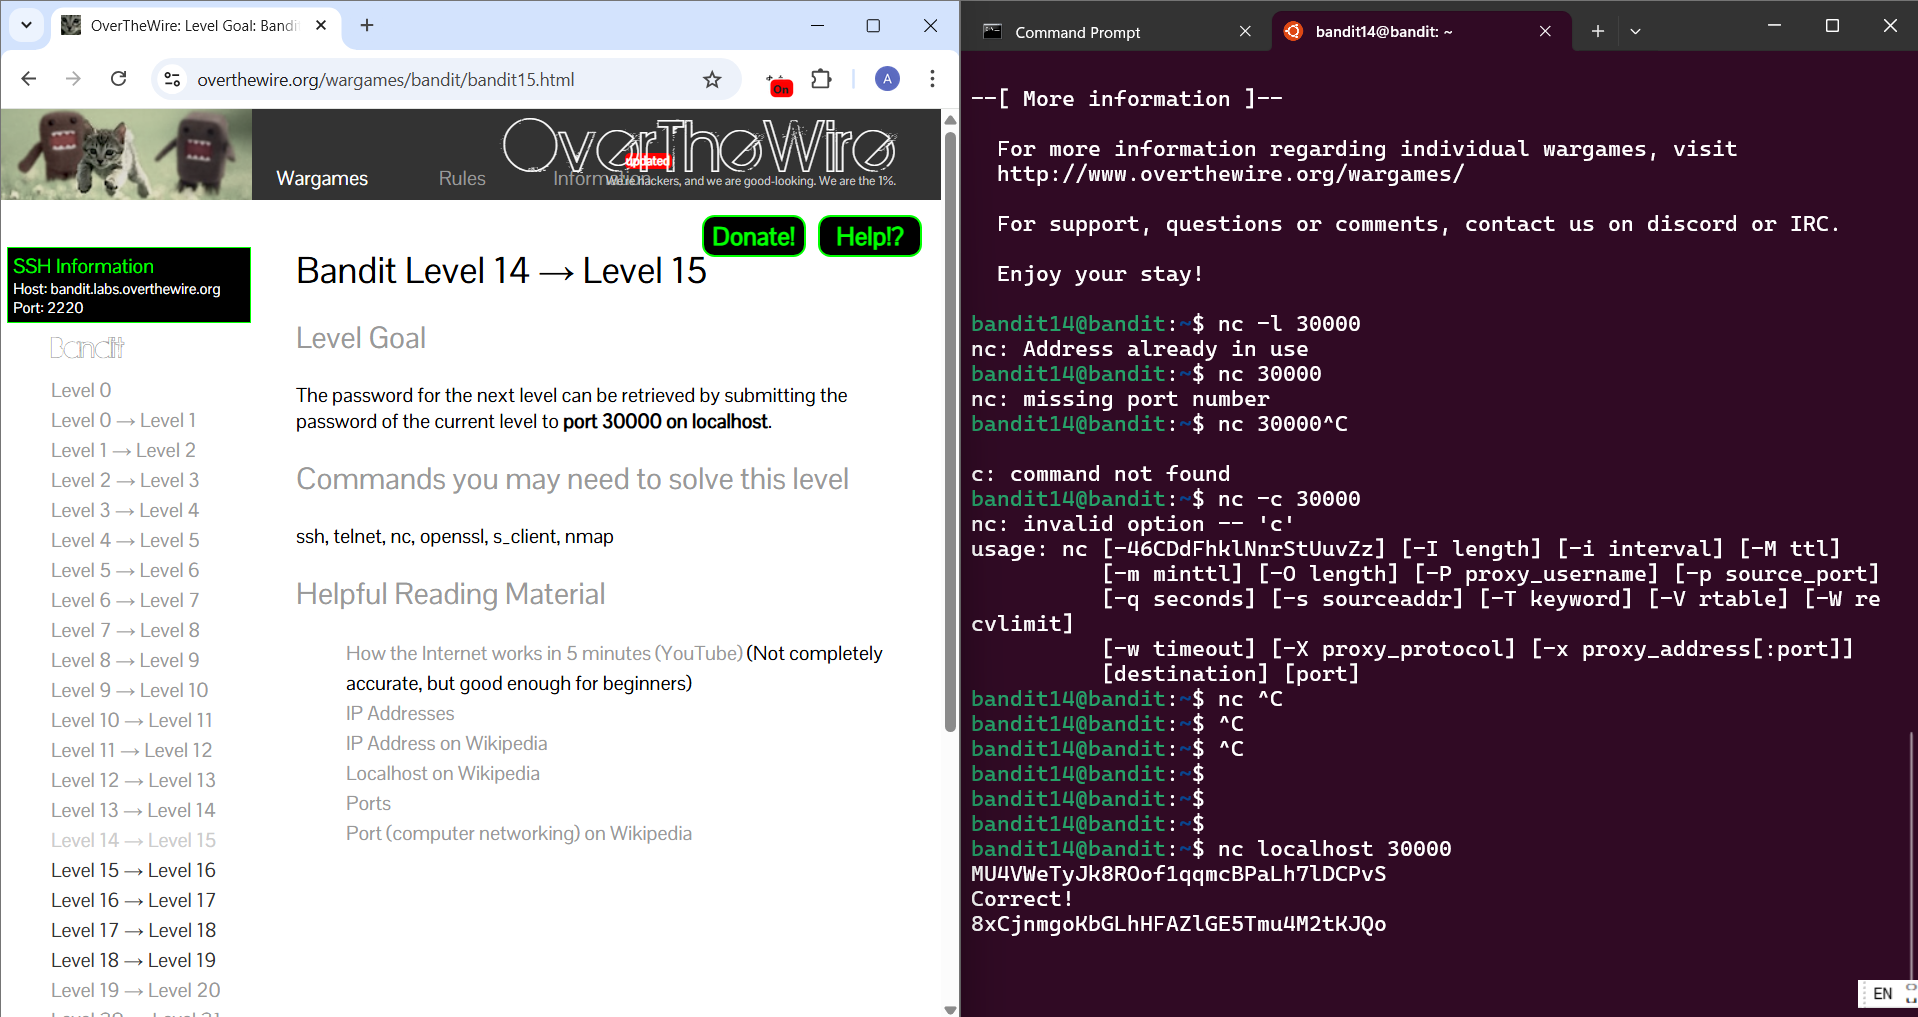 OverTheWire: Level Goal: Bandi
overthewire.org/wargames/bandit/bandit15.html
On
A
OverTheWire
updated
Wargames
Rules
Information
We're hackers, and we are good-looking. We are the 1%.
Donate!
Help!?
SSH Information
Host: bandit.labs.overthewire.org
Port: 2220
Bandit
Level 0
Level 0 → Level 1
Level 1 → Level 2
Level 2 → Level 3
Level 3 → Level 4
Level 4 → Level 5
Level 5 → Level 6
Level 6 → Level 7
Level 7 → Level 8
Level 8 → Level 9
Level 9 → Level 10
Level 10 → Level 11
Level 11 → Level 12
Level 12 → Level 13
Level 13 → Level 14
Level 14 → Level 15
Level 15 → Level 16
Level 16 → Level 17
Level 17 → Level 18
Level 18 → Level 19
Level 19 → Level 20
Bandit Level 14 → Level 15
Level Goal
The password for the next level can be retrieved by submitting the
password of the current level to port 30000 on localhost.
Commands you may need to solve this level
ssh, telnet, nc, openssl, s_client, nmap
Helpful Reading Material
How the Internet works in 5 minutes (YouTube) (Not completely
accurate, but good enough for beginners)
IP Addresses
IP Address on Wikipedia
Localhost on Wikipedia
Ports
Port (computer networking) on Wikipedia
Command Prompt
bandit14@bandit: ~
--[ More information ]--
For more information regarding individual wargames, visit
http://www.overthewire.org/wargames/
For support, questions or comments, contact us on discord or IRC.
Enjoy your stay!
bandit14@bandit:~$ nc -l 30000
nc: Address already in use
bandit14@bandit:~$ nc 30000
nc: missing port number
bandit14@bandit:~$ nc 30000^C
c: command not found
bandit14@bandit:~$ nc -c 30000
nc: invalid option -- 'c'
usage: nc [-46CDdFhklNnrStUuvZz] [-I length] [-i interval] [-M ttl]
[-m minttl] [-O length] [-P proxy_username] [-p source_port]
[-q seconds] [-s sourceaddr] [-T keyword] [-V rtable] [-W re
cvlimit]
[-w timeout] [-X proxy_protocol] [-x proxy_address[:port]]
[destination] [port]
bandit14@bandit:~$ nc ^C
bandit14@bandit:~$ ^C
bandit14@bandit:~$ ^C
bandit14@bandit:~$
bandit14@bandit:~$
bandit14@bandit:~$
bandit14@bandit:~$ nc localhost 30000
MU4VWeTyJk8ROof1qqmcBPaLh7lDCPvS
Correct!
8xCjnmgoKbGLhHFAZlGE5Tmu4M2tKJQo
EN